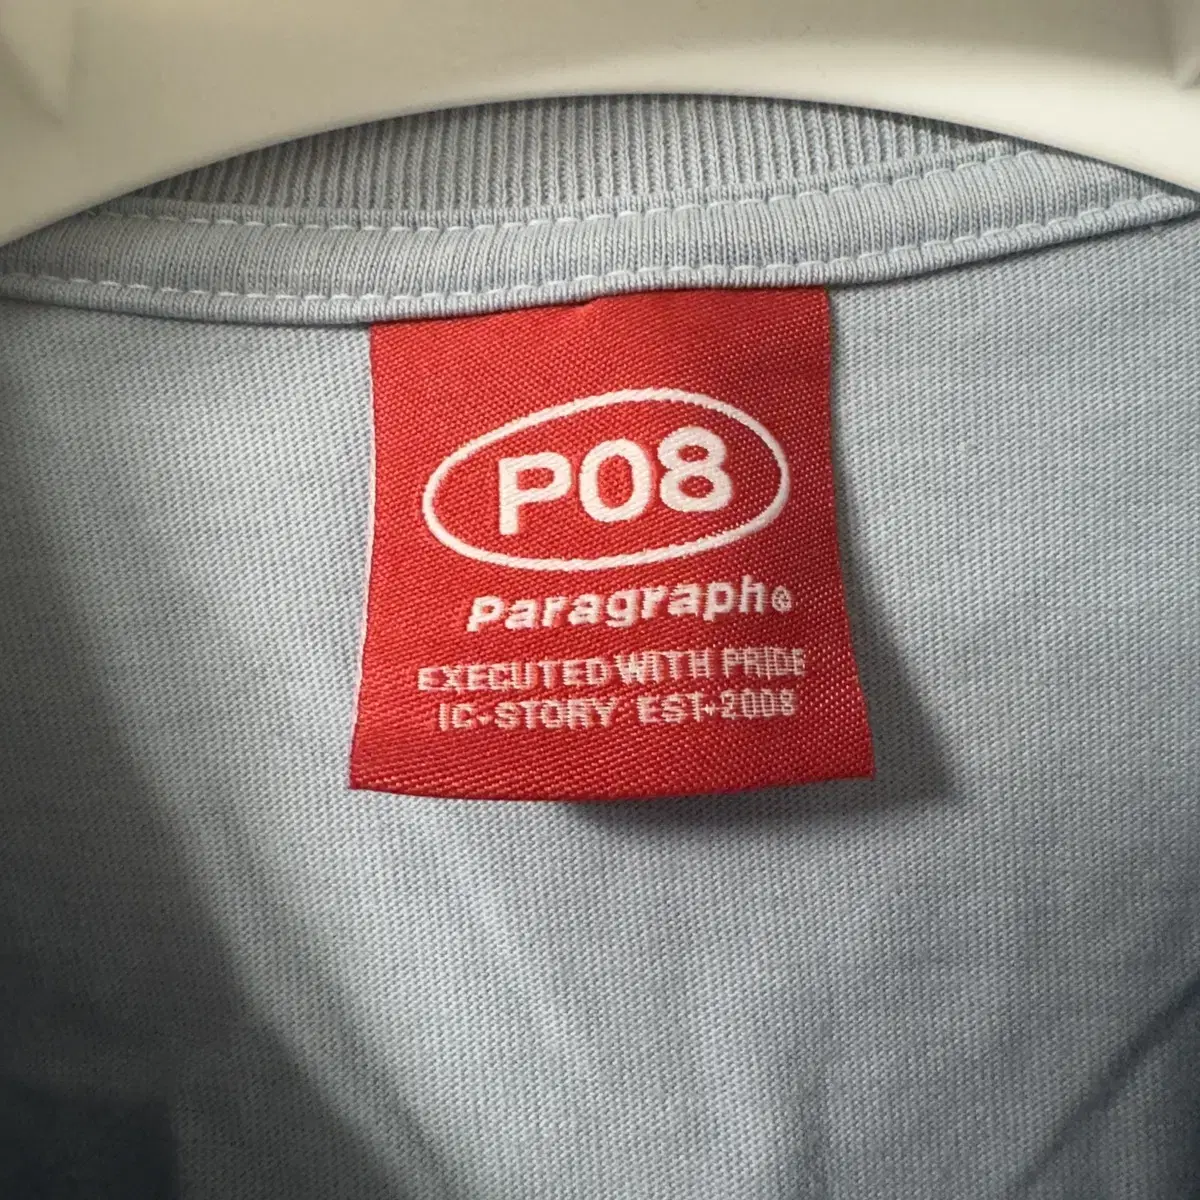 P08
Paragraph®
EXECUTED WITH PRIDE
IC-STORY EST-2008